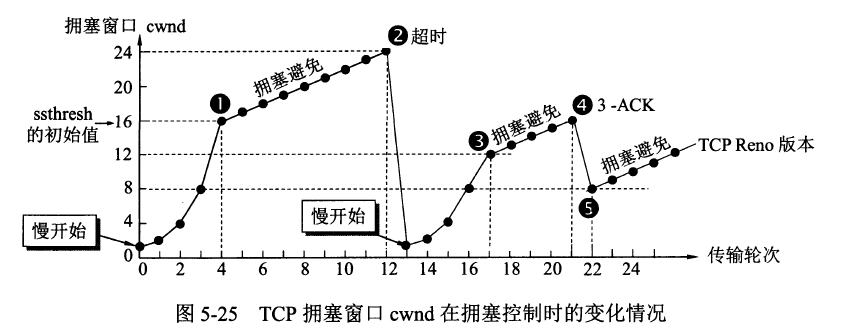 拥塞窗口 cwnd
24
20
16
12
8
4
0
ssthresh
的初始值
慢开始
❶
拥塞避免
❷超时
慢开始
❸
拥塞避免
❹ 3 -ACK
❺
拥塞避免
TCP Reno 版本
0 2 4 6 8 10 12 13 14 16 17 18 20 21 22 24
传输轮次
图 5-25 TCP 拥塞窗口 cwnd 在拥塞控制时的变化情况